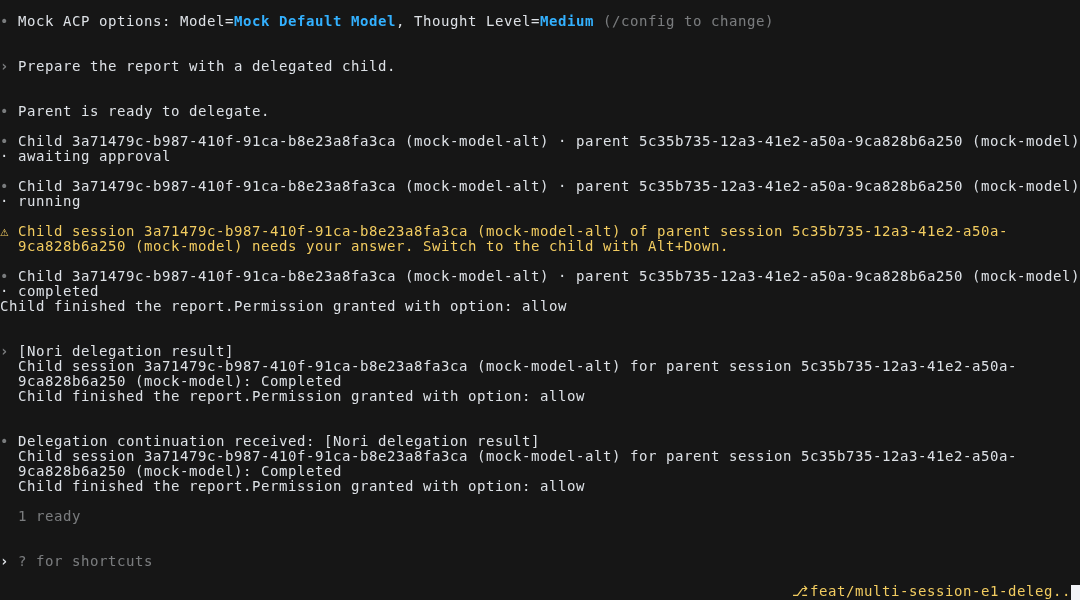 • Mock ACP options: Model=Mock Default Model, Thought Level=Medium (/config to change)
› Prepare the report with a delegated child.
• Parent is ready to delegate.
• Child 3a71479c-b987-410f-91ca-b8e23a8fa3ca (mock-model-alt) · parent 5c35b735-12a3-41e2-a50a-9ca828b6a250 (mock-model)
· awaiting approval
• Child 3a71479c-b987-410f-91ca-b8e23a8fa3ca (mock-model-alt) · parent 5c35b735-12a3-41e2-a50a-9ca828b6a250 (mock-model)
· running
⚠ Child session 3a71479c-b987-410f-91ca-b8e23a8fa3ca (mock-model-alt) of parent session 5c35b735-12a3-41e2-a50a-
9ca828b6a250 (mock-model) needs your answer. Switch to the child with Alt+Down.
• Child 3a71479c-b987-410f-91ca-b8e23a8fa3ca (mock-model-alt) · parent 5c35b735-12a3-41e2-a50a-9ca828b6a250 (mock-model)
· completed
Child finished the report.Permission granted with option: allow
› [Nori delegation result]
Child session 3a71479c-b987-410f-91ca-b8e23a8fa3ca (mock-model-alt) for parent session 5c35b735-12a3-41e2-a50a-
9ca828b6a250 (mock-model): Completed
Child finished the report.Permission granted with option: allow
• Delegation continuation received: [Nori delegation result]
Child session 3a71479c-b987-410f-91ca-b8e23a8fa3ca (mock-model-alt) for parent session 5c35b735-12a3-41e2-a50a-
9ca828b6a250 (mock-model): Completed
Child finished the report.Permission granted with option: allow
1 ready
› ? for shortcuts
⎇feat/multi-session-e1-deleg..